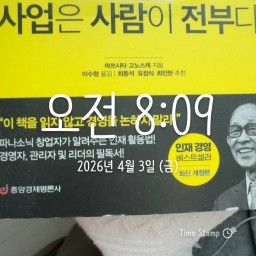 사업은 사람이 전부다
마쓰시타 고노스케 지음
이수형 옮김 | 최동석·유정식·최인한 추천
오전 8:09
"이 책을 읽지 않고 경영을 논하지 말라!"
파나소닉 창업자가 알려주는 인재 활용법!
경영자, 관리자 및 리더의 필독서!
2026년 4월 3일 (금)
인재 경영
베스트셀러
최신 개정판
중앙경제평론사
Time Stamp